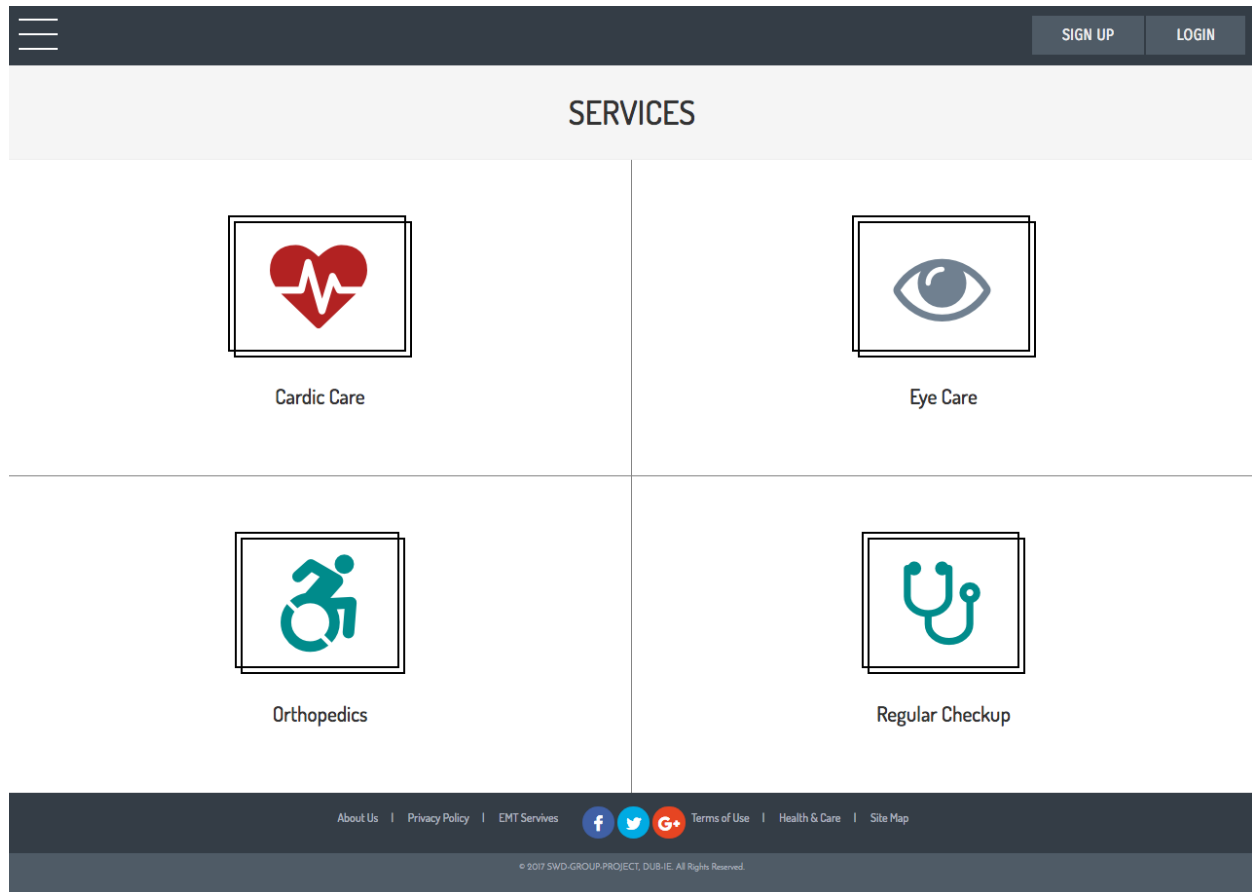 SIGN UP LOGIN
SERVICES
Cardic Care Eye Care
Orthopedics Regular Checkup
About Us | Privacy Policy | EMT Servives f G+ Terms of Use | Health & Care | Site Map
© 2017 SWD-GROUP-PROJECT, DUB-IE. All Rights Reserved.